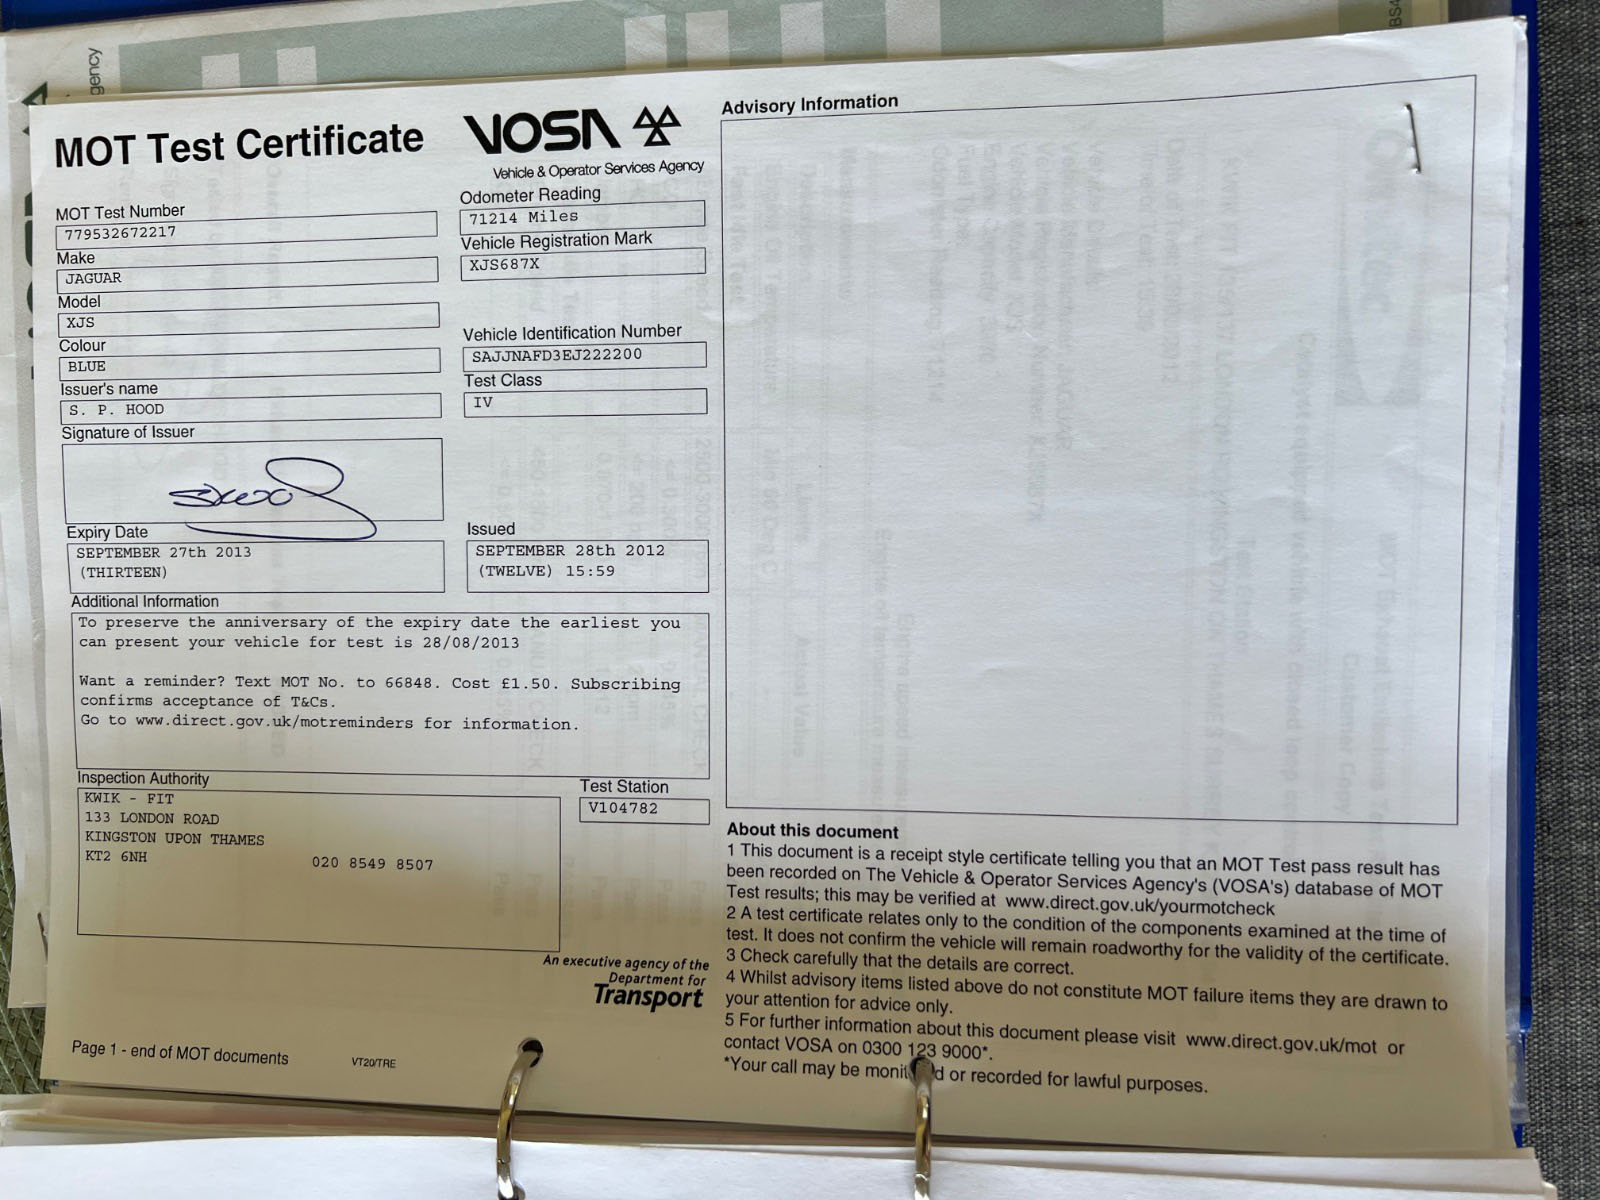 MOT Test Certificate
VOSA
Vehicle & Operator Services Agency
MOT Test Number
779532672217
Make
JAGUAR
Model
XJS
Colour
BLUE
Issuer's name
S. P. HOOD
Signature of Issuer
Odometer Reading
71214 Miles
Vehicle Registration Mark
XJS687X
Vehicle Identification Number
SAJJNAFD3EJ222200
Test Class
IV
Expiry Date
SEPTEMBER 27th 2013
(THIRTEEN)
Issued
SEPTEMBER 28th 2012
(TWELVE) 15:59
Additional Information
To preserve the anniversary of the expiry date the earliest you
can present your vehicle for test is 28/08/2013
Want a reminder? Text MOT No. to 66848. Cost £1.50. Subscribing
confirms acceptance of T&Cs.
Go to www.direct.gov.uk/motreminders for information.
Inspection Authority
KWIK - FIT
133 LONDON ROAD
KINGSTON UPON THAMES
KT2 6NH
020 8549 8507
Test Station
V104782
An executive agency of the
Department for
Transport
Page 1 - end of MOT documents
VT20/TRE
Advisory Information
About this document
1 This document is a receipt style certificate telling you that an MOT Test pass result has
been recorded on The Vehicle & Operator Services Agency's (VOSA's) database of MOT
Test results; this may be verified at www.direct.gov.uk/yourmotcheck
2 A test certificate relates only to the condition of the components examined at the time of
test. It does not confirm the vehicle will remain roadworthy for the validity of the certificate.
3 Check carefully that the details are correct.
4 Whilst advisory items listed above do not constitute MOT failure items they are drawn to
your attention for advice only.
5 For further information about this document please visit www.direct.gov.uk/mot or
contact VOSA on 0300 123 9000*.
*Your call may be or recorded for lawful purposes.
gency
BS4